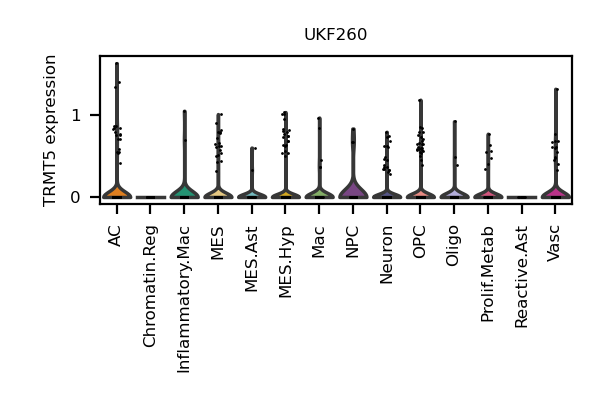 UKF260
TRMT5 expression
1
0
AC
Chromatin.Reg
Inflammatory.Mac
MES
MES.Ast
MES.Hyp
Mac
NPC
Neuron
OPC
Oligo
Prolif.Metab
Reactive.Ast
Vasc